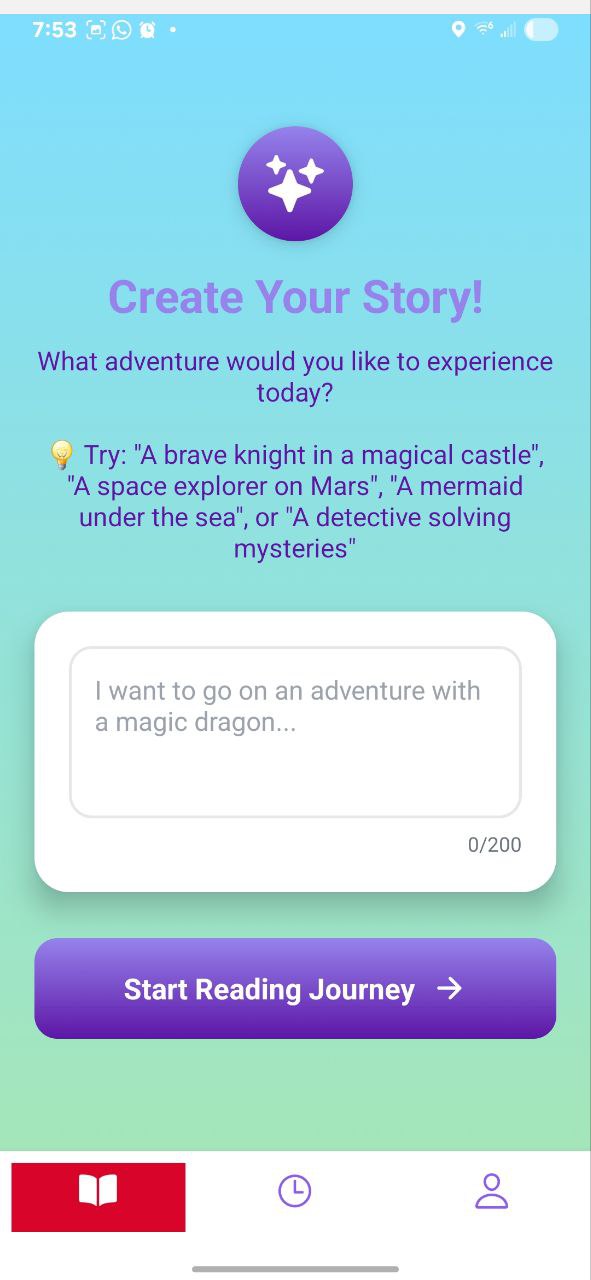 7:53
Create Your Story!
What adventure would you like to experience
today?
💡 Try: "A brave knight in a magical castle",
"A space explorer on Mars", "A mermaid
under the sea", or "A detective solving
mysteries"
I want to go on an adventure with
a magic dragon...
0/200
Start Reading Journey →